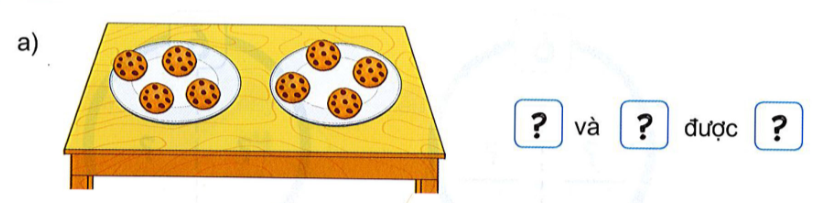 a)
? và ? được ?